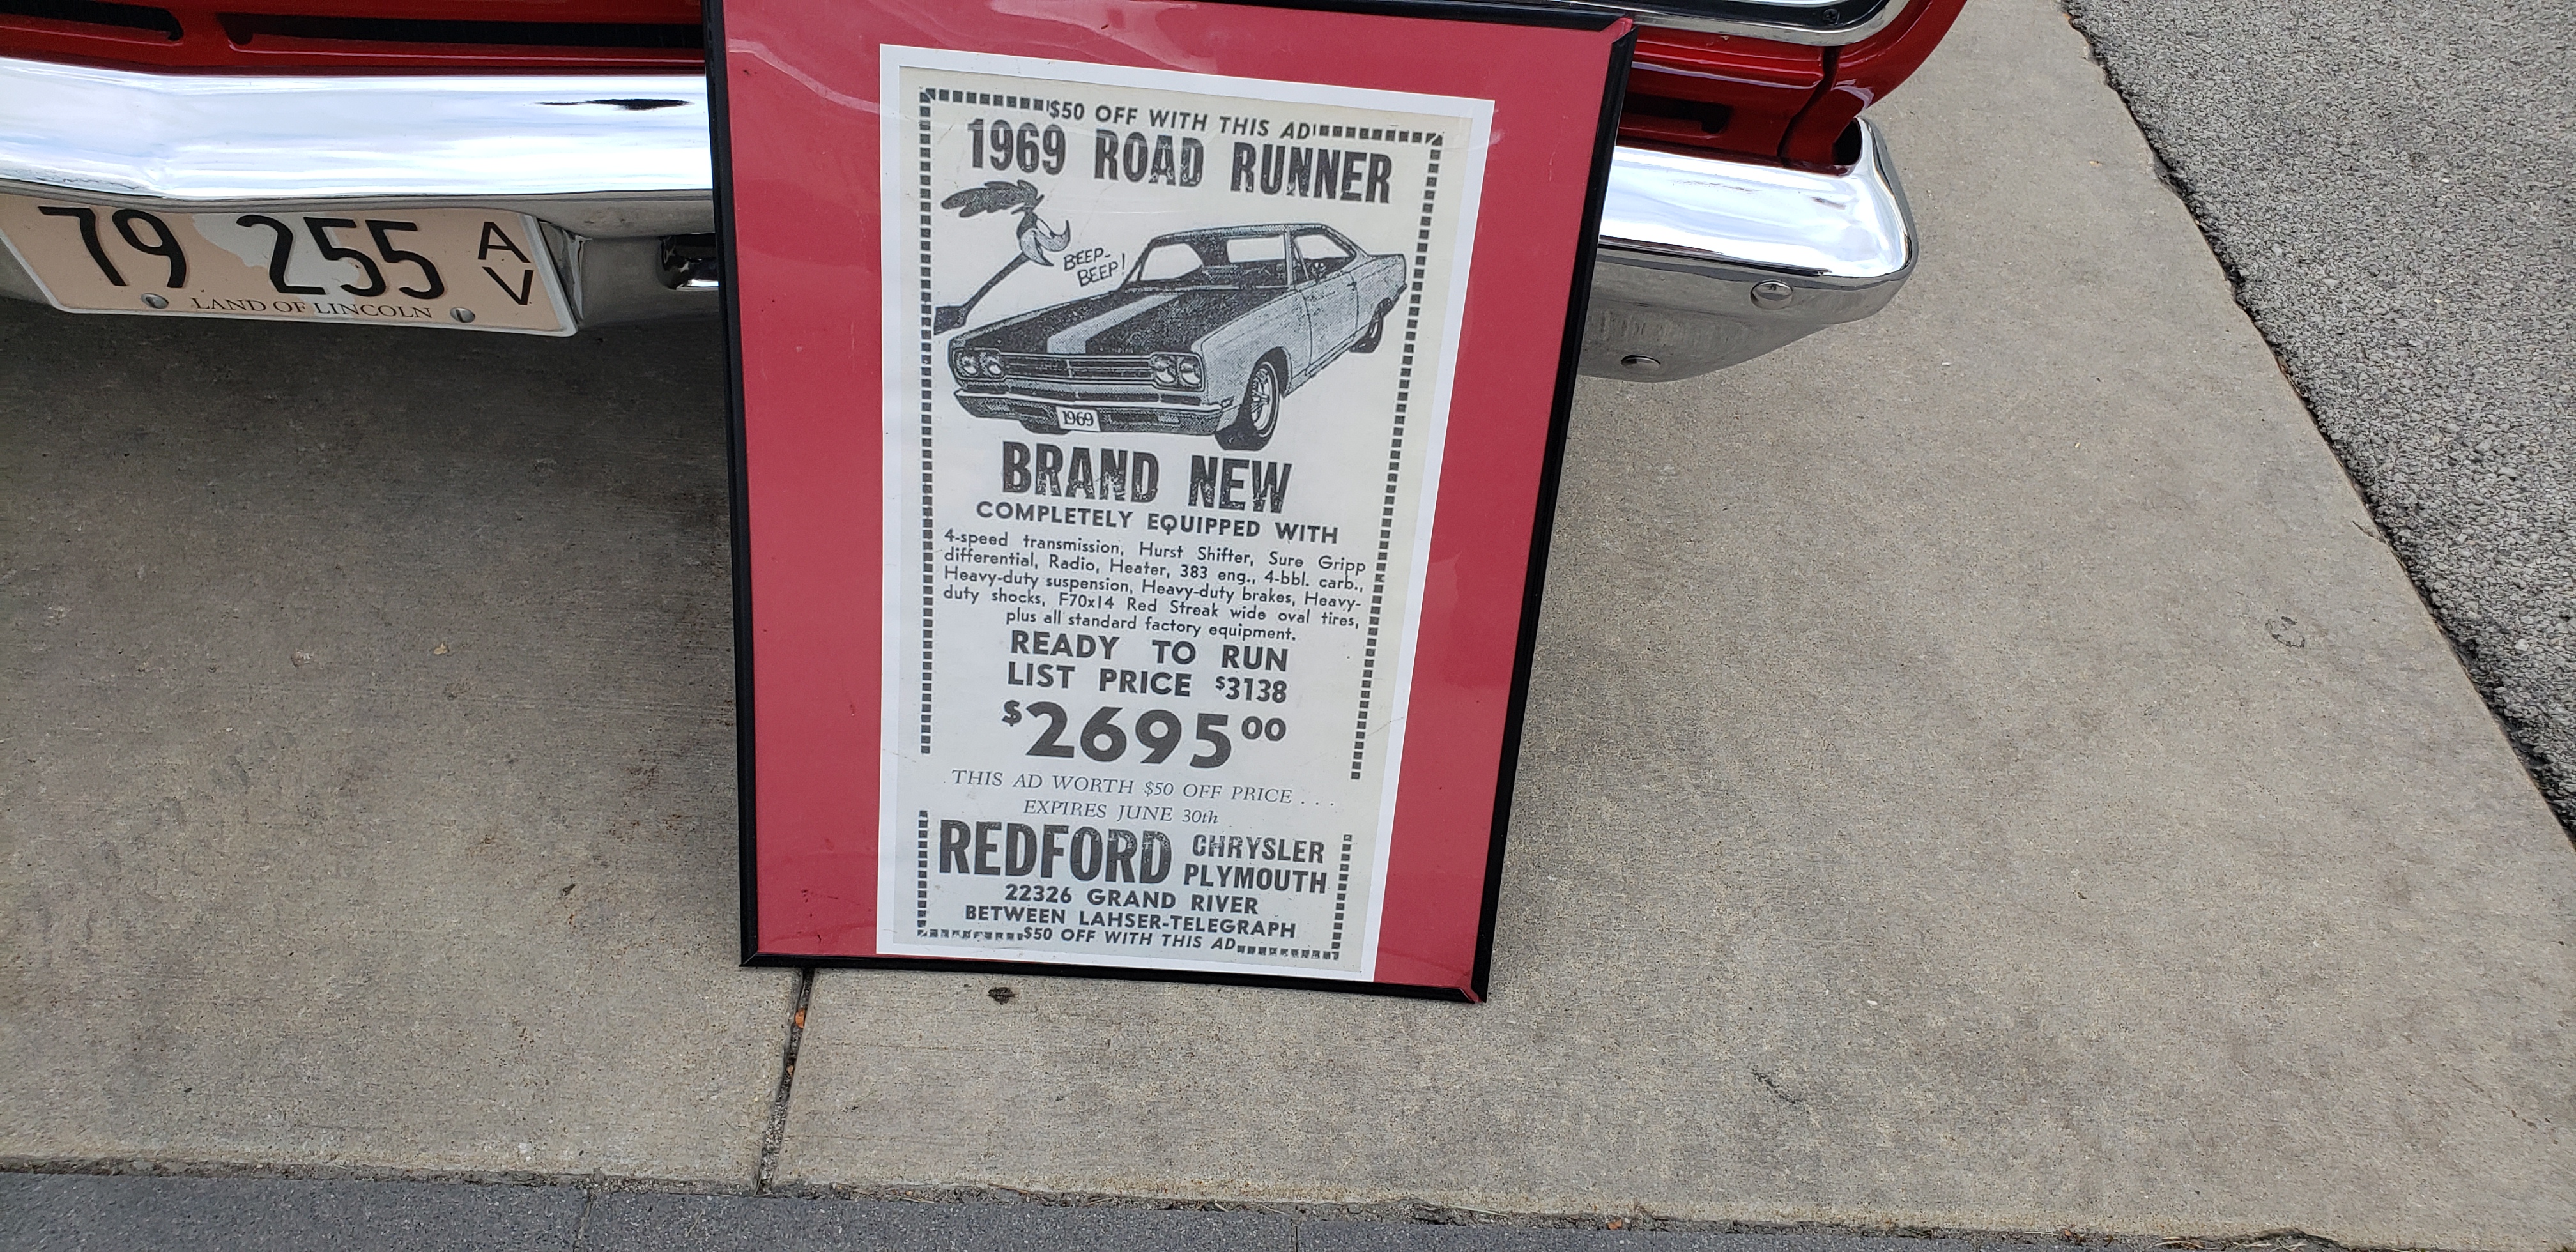 79 255 AV
LAND OF LINCOLN
$50 OFF WITH THIS AD
1969 ROAD RUNNER
BEEP-
BEEP!
1969
BRAND NEW
COMPLETELY EQUIPPED WITH
4-speed transmission, Hurst Shifter, Sure Gripp
differential, Radio, Heater, 383 eng., 4-bbl. carb.,
Heavy-duty suspension, Heavy-duty brakes, Heavy-
duty shocks, F70x14 Red Streak wide oval tires,
plus all standard factory equipment.
READY TO RUN
LIST PRICE $3138
$2695 00
THIS AD WORTH $50 OFF PRICE . . .
EXPIRES JUNE 30th
REDFORD CHRYSLER
PLYMOUTH
22326 GRAND RIVER
BETWEEN LAHSER-TELEGRAPH
$50 OFF WITH THIS AD